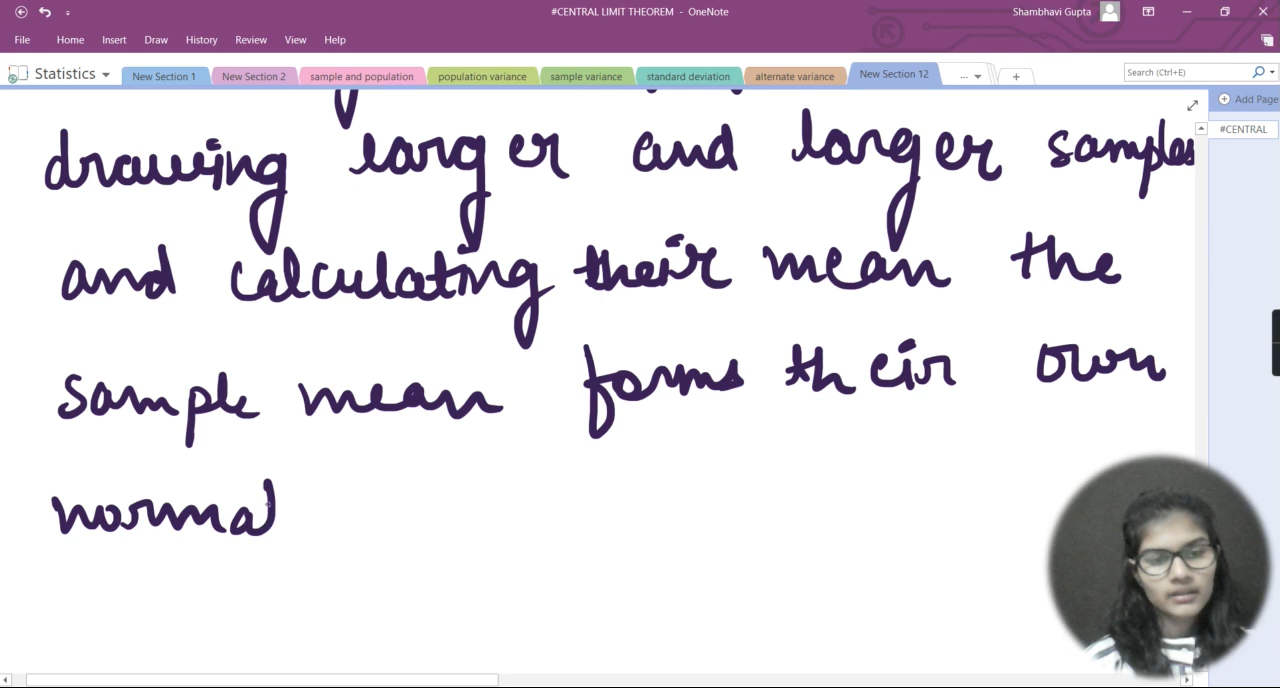 #CENTRAL LIMIT THEOREM - OneNote
Shambhavi Gupta
File Home Insert Draw History Review View Help
Statistics New Section 1 New Section 2 sample and population population variance sample variance standard deviation alternate variance New Section 12 ... + Search (Ctrl+E)
Add Page
#CENTRAL
drawing larger and larger samples
and calculating their mean the
sample mean forms their own
normal